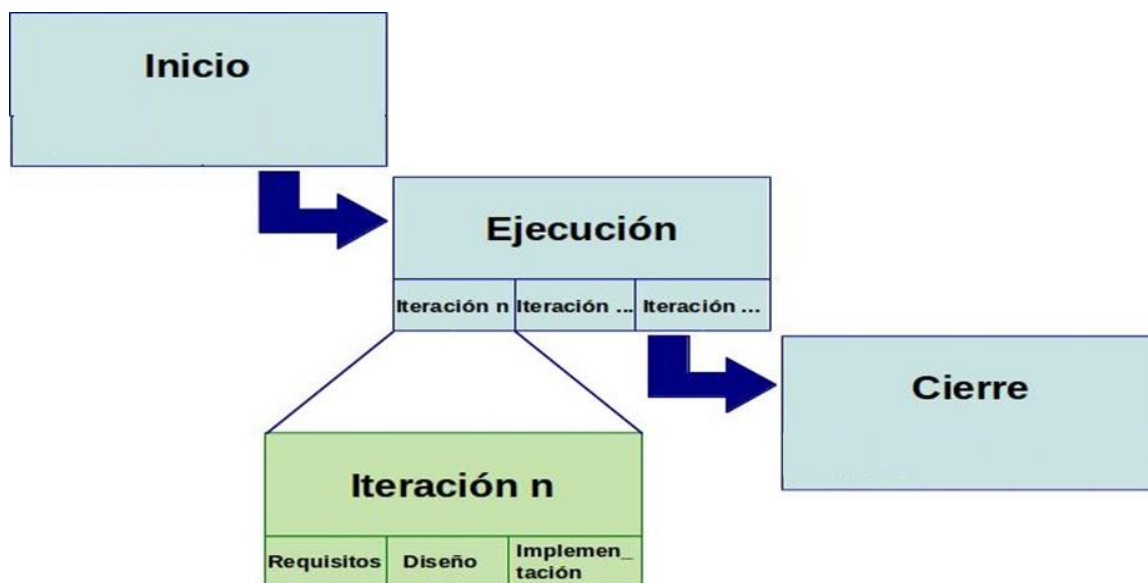 Inicio
Ejecución
Iteración n
Iteración ...
Iteración ...
Cierre
Iteración n
Requisitos
Diseño
Implemen_
tación